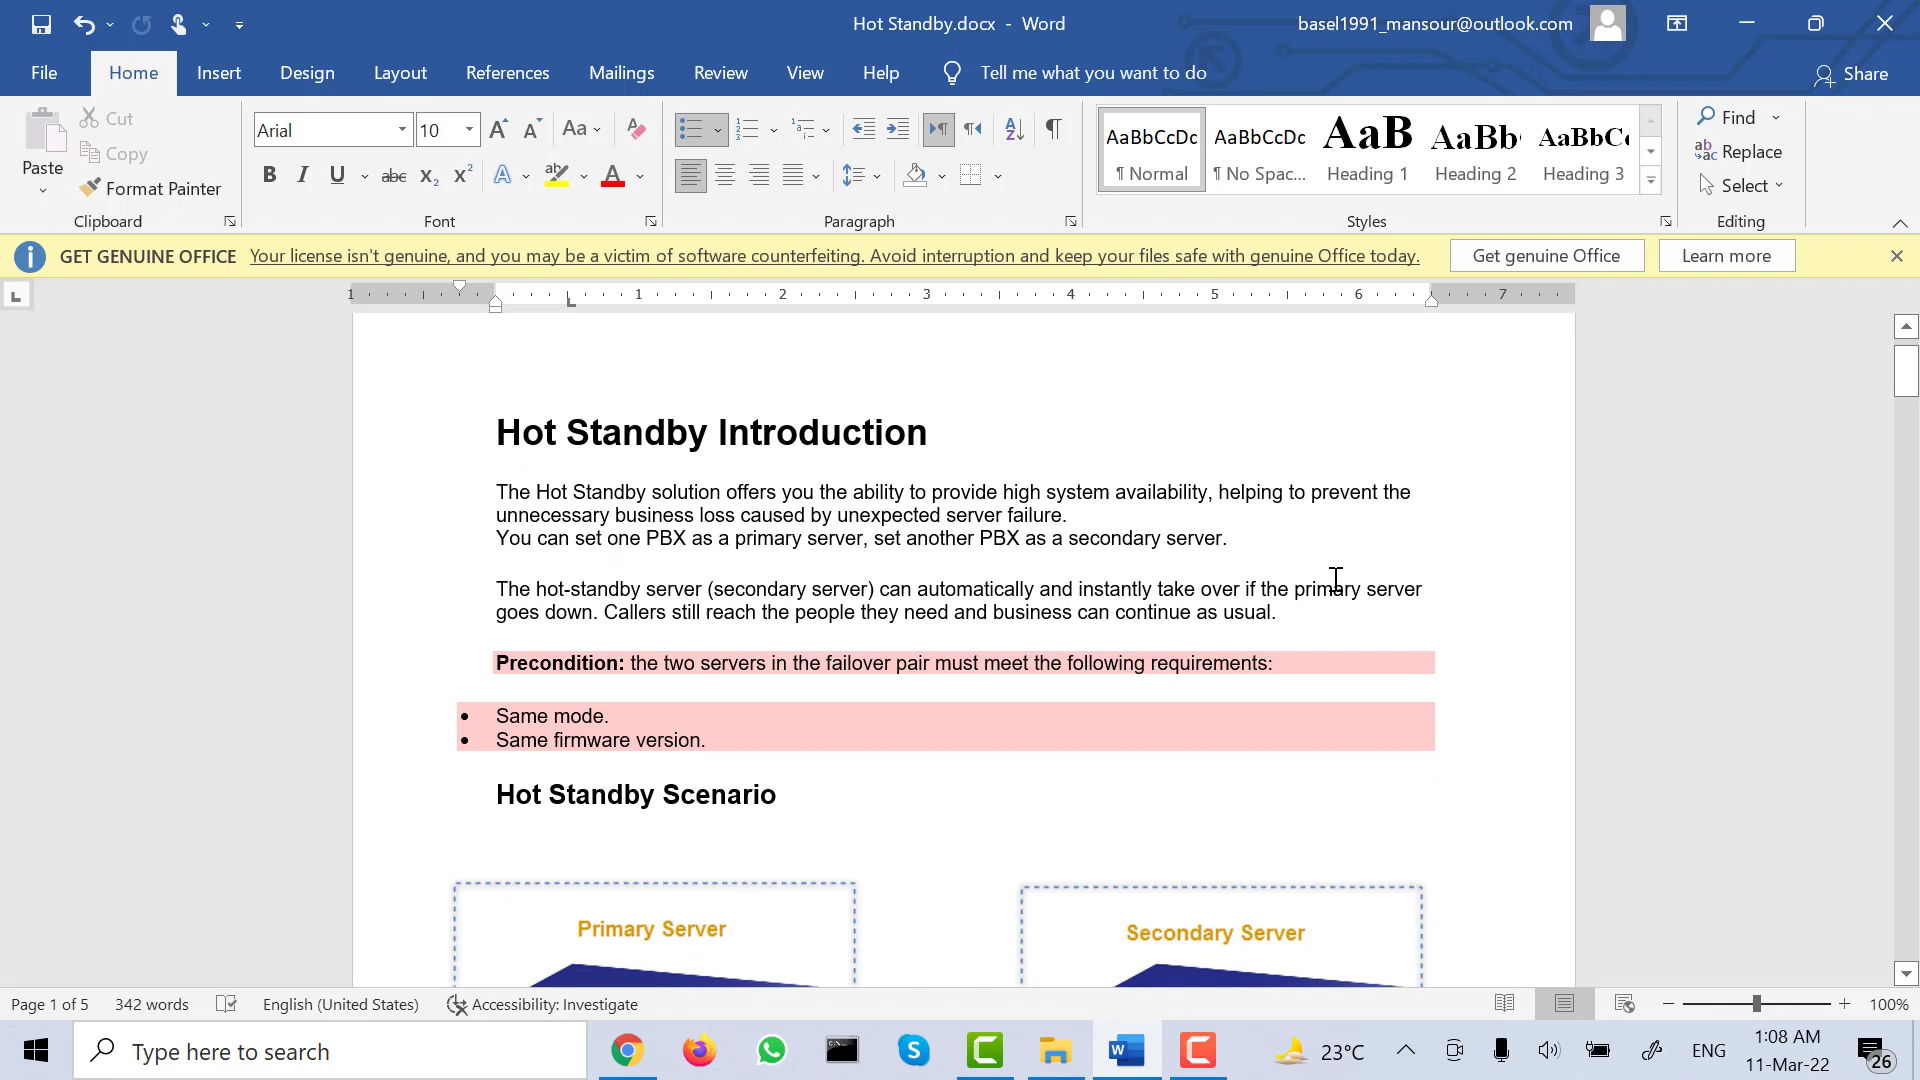 Hot Standby.docx - Word
basel1991_mansour@outlook.com
File Home Insert Design Layout References Mailings Review View Help Tell me what you want to do Share
Paste
Cut
Copy
Format Painter
Clipboard
Arial 10
Font
Paragraph
AaBbCcDc ¶ Normal
AaBbCcDc ¶ No Spac...
AaB Heading 1
AaBb Heading 2
AaBbC Heading 3
Styles
Find
Replace
Select
Editing
GET GENUINE OFFICE Your license isn't genuine, and you may be a victim of software counterfeiting. Avoid interruption and keep your files safe with genuine Office today. Get genuine Office Learn more
1 1 2 3 4 5 6 7
Hot Standby Introduction
The Hot Standby solution offers you the ability to provide high system availability, helping to prevent the
unnecessary business loss caused by unexpected server failure.
You can set one PBX as a primary server, set another PBX as a secondary server.
The hot-standby server (secondary server) can automatically and instantly take over if the primary server
goes down. Callers still reach the people they need and business can continue as usual.
Precondition: the two servers in the failover pair must meet the following requirements:
• Same mode.
• Same firmware version.
Hot Standby Scenario
Primary Server
Secondary Server
Page 1 of 5 342 words English (United States) Accessibility: Investigate 100%
Type here to search
23°C ENG
1:08 AM
11-Mar-22
26